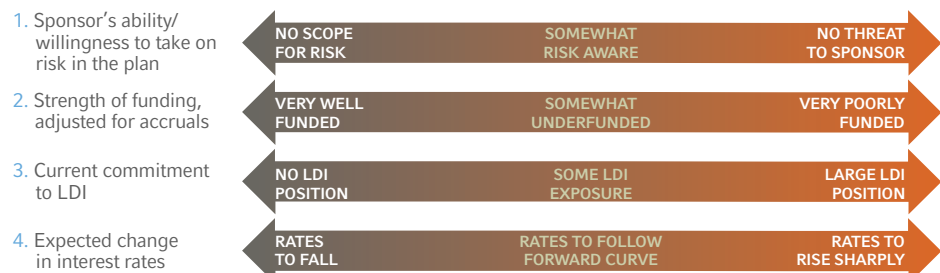 1. Sponsor's ability/
willingness to take on
risk in the plan
NO SCOPE
FOR RISK
SOMEWHAT
RISK AWARE
NO THREAT
TO SPONSOR
2. Strength of funding,
adjusted for accruals
VERY WELL
FUNDED
SOMEWHAT
UNDERFUNDED
VERY POORLY
FUNDED
3. Current commitment
to LDI
NO LDI
POSITION
SOME LDI
EXPOSURE
LARGE LDI
POSITION
4. Expected change
in interest rates
RATES
TO FALL
RATES TO FOLLOW
FORWARD CURVE
RATES TO
RISE SHARPLY